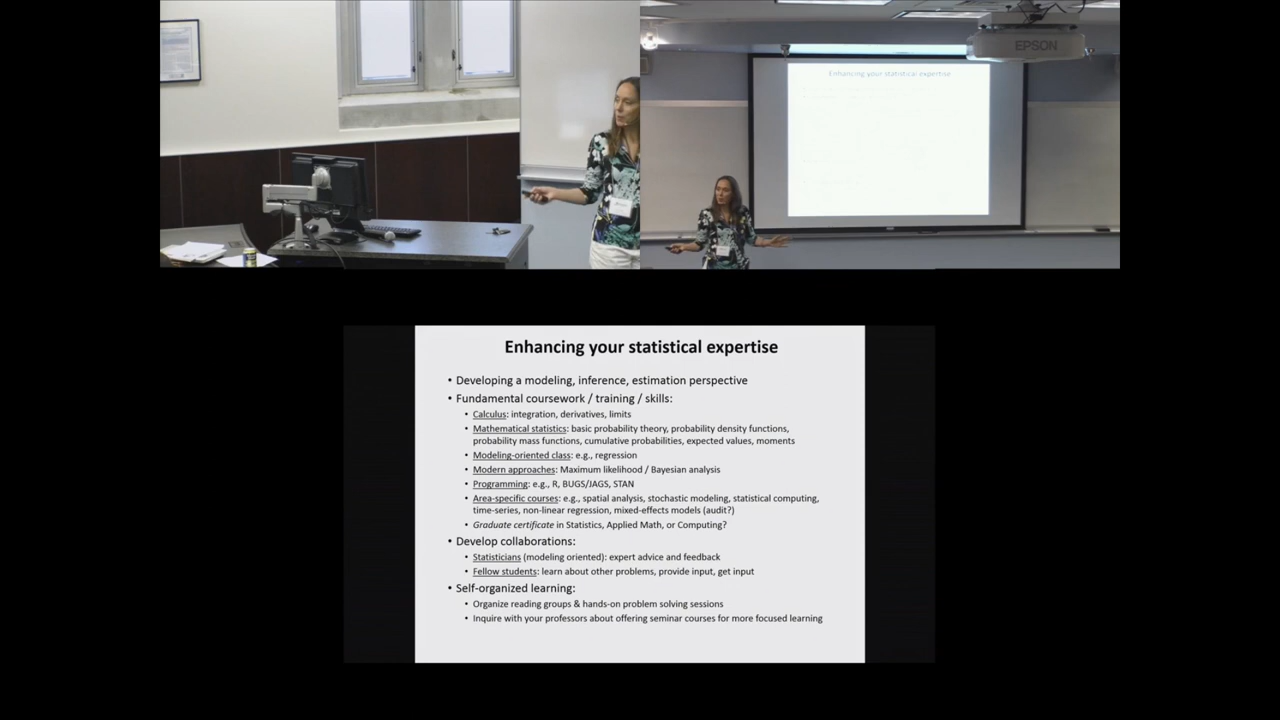 EPSON
Enhancing your statistical expertise
Enhancing your statistical expertise
• Developing a modeling, inference, estimation perspective
• Fundamental coursework / training / skills:
• Calculus: integration, derivatives, limits
• Mathematical statistics: basic probability theory, probability density functions,
probability mass functions, cumulative probabilities, expected values, moments
• Modeling-oriented class: e.g., regression
• Modern approaches: Maximum likelihood / Bayesian analysis
• Programming: e.g., R, BUGS/JAGS, STAN
• Area-specific courses: e.g., spatial analysis, stochastic modeling, statistical computing,
time-series, non-linear regression, mixed-effects models (audit?)
• Graduate certificate in Statistics, Applied Math, or Computing?
• Develop collaborations:
• Statisticians (modeling oriented): expert advice and feedback
• Fellow students: learn about other problems, provide input, get input
• Self-organized learning:
• Organize reading groups & hands-on problem solving sessions
• Inquire with your professors about offering seminar courses for more focused learning